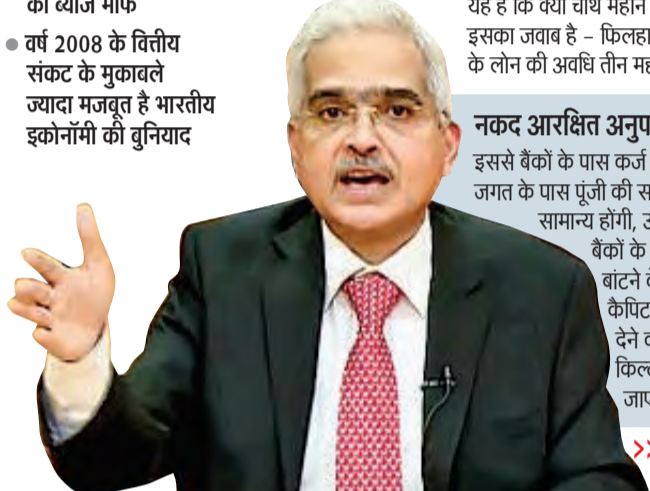 का ब्याज माफ
वर्ष 2008 के वित्तीय
संकट के मुकाबले
ज्यादा मजबूत है भारतीय
इकोनॉमी की बुनियाद
यह है कि क्या चौथे महीने
इसका जवाब है – फिलहा
के लोन की अवधि तीन मह
नकद आरक्षित अनुप
इससे बैंकों के पास कर्ज
जगत के पास पूंजी की स
सामान्य होंगी, उ
बैंकों के
बांटने के
कैपिट
देने व
किल्ल
जाए
>>